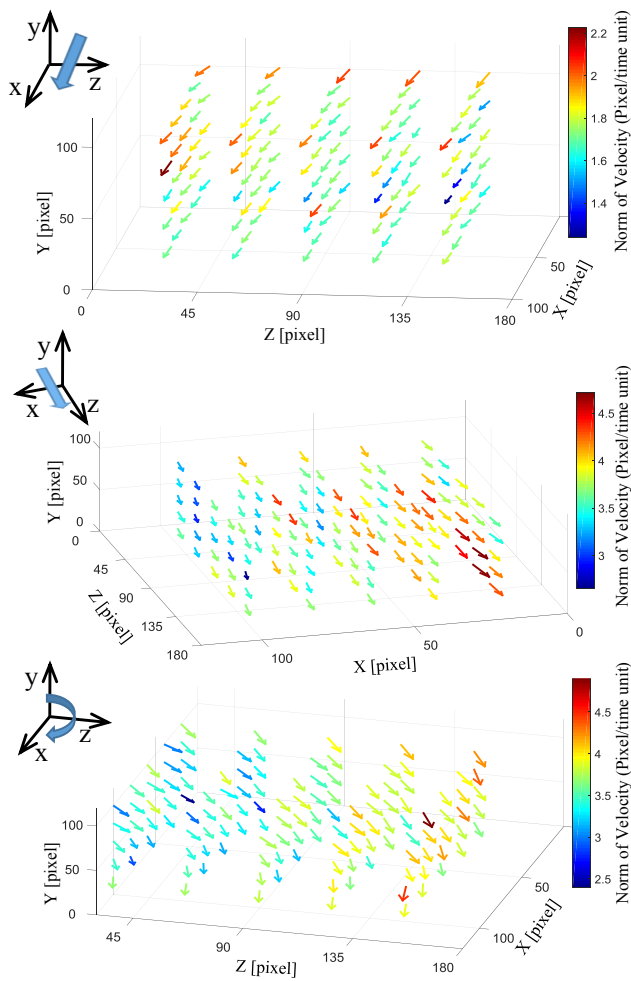 y
x
z
Y [pixel]
100
50
0
0
45
90
135
180
Z [pixel]
50
100
X [pixel]
2.2
2
1.8
1.6
1.4
Norm of Velocity (Pixel/time unit)
y
x
z
Y [pixel]
100
50
0
0
45
90
135
180
Z [pixel]
100
50
0
X [pixel]
4.5
4
3.5
3
Norm of Velocity (Pixel/time unit)
y
x
z
Y [pixel]
100
50
0
45
90
135
180
Z [pixel]
50
100
X [pixel]
4.5
4
3.5
3
2.5
Norm of Velocity (Pixel/time unit)